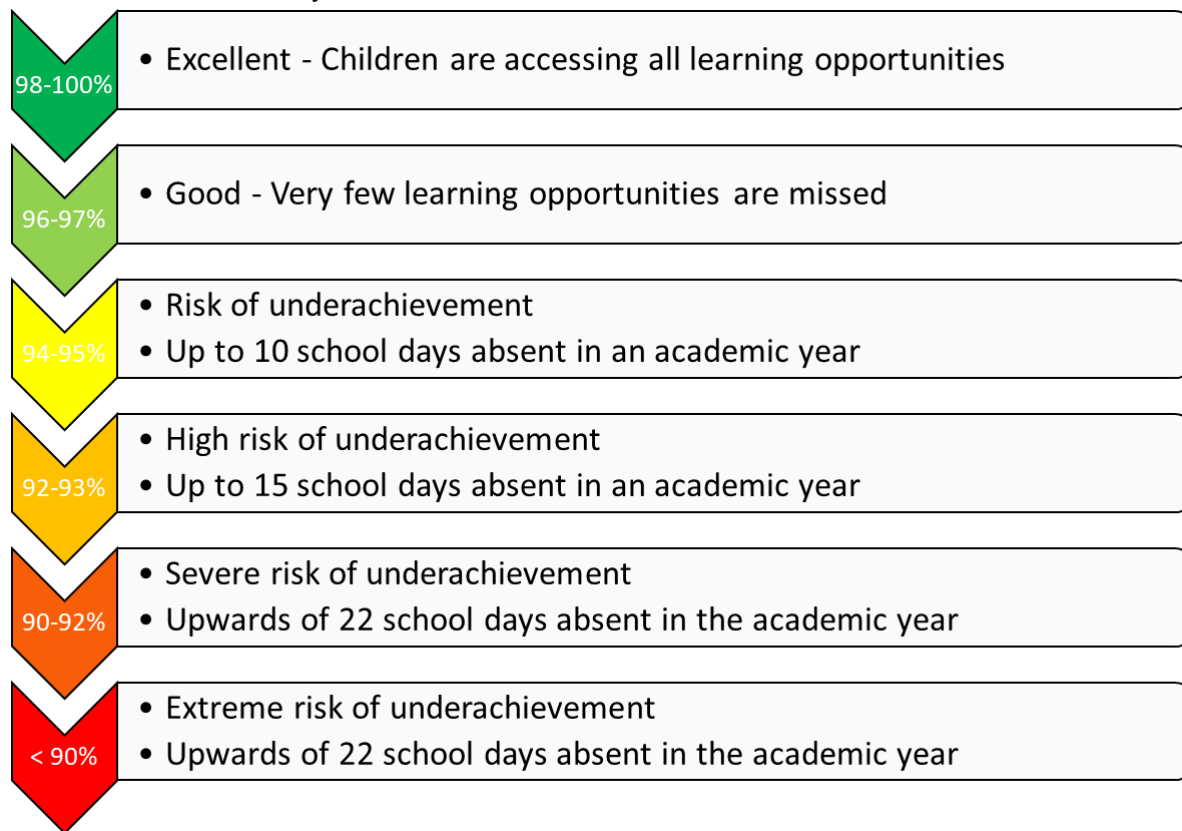 98-100%
• Excellent - Children are accessing all learning opportunities
96-97%
• Good - Very few learning opportunities are missed
94-95%
• Risk of underachievement
• Up to 10 school days absent in an academic year
92-93%
• High risk of underachievement
• Up to 15 school days absent in an academic year
90-92%
• Severe risk of underachievement
• Upwards of 22 school days absent in the academic year
< 90%
• Extreme risk of underachievement
• Upwards of 22 school days absent in the academic year